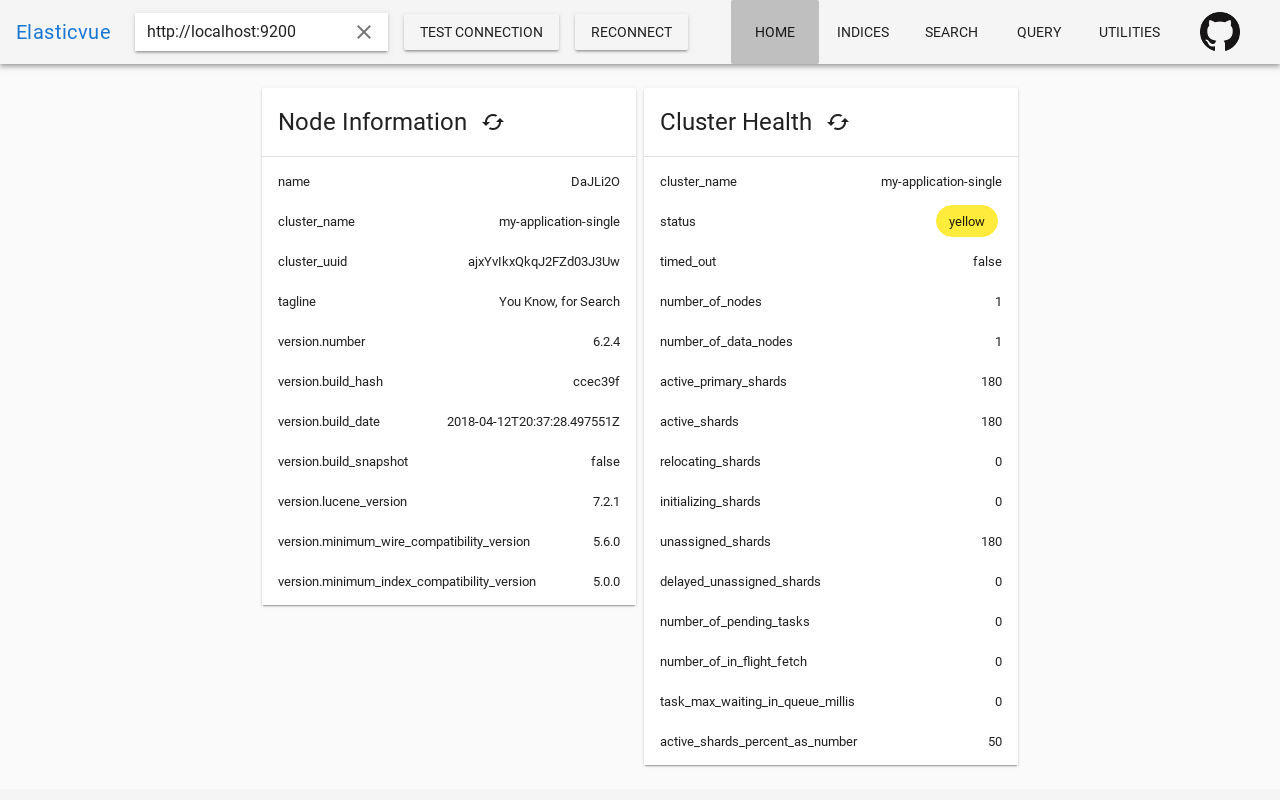 Elasticvue
http://localhost:9200
TEST CONNECTION
RECONNECT
HOME
INDICES
SEARCH
QUERY
UTILITIES
Node Information
name DaJLi2O
cluster_name my-application-single
cluster_uuid ajxYvIkxQkqJ2FZd03J3Uw
tagline You Know, for Search
version.number 6.2.4
version.build_hash ccec39f
version.build_date 2018-04-12T20:37:28.497551Z
version.build_snapshot false
version.lucene_version 7.2.1
version.minimum_wire_compatibility_version 5.6.0
version.minimum_index_compatibility_version 5.0.0
Cluster Health
cluster_name my-application-single
status yellow
timed_out false
number_of_nodes 1
number_of_data_nodes 1
active_primary_shards 180
active_shards 180
relocating_shards 0
initializing_shards 0
unassigned_shards 180
delayed_unassigned_shards 0
number_of_pending_tasks 0
number_of_in_flight_fetch 0
task_max_waiting_in_queue_millis 0
active_shards_percent_as_number 50